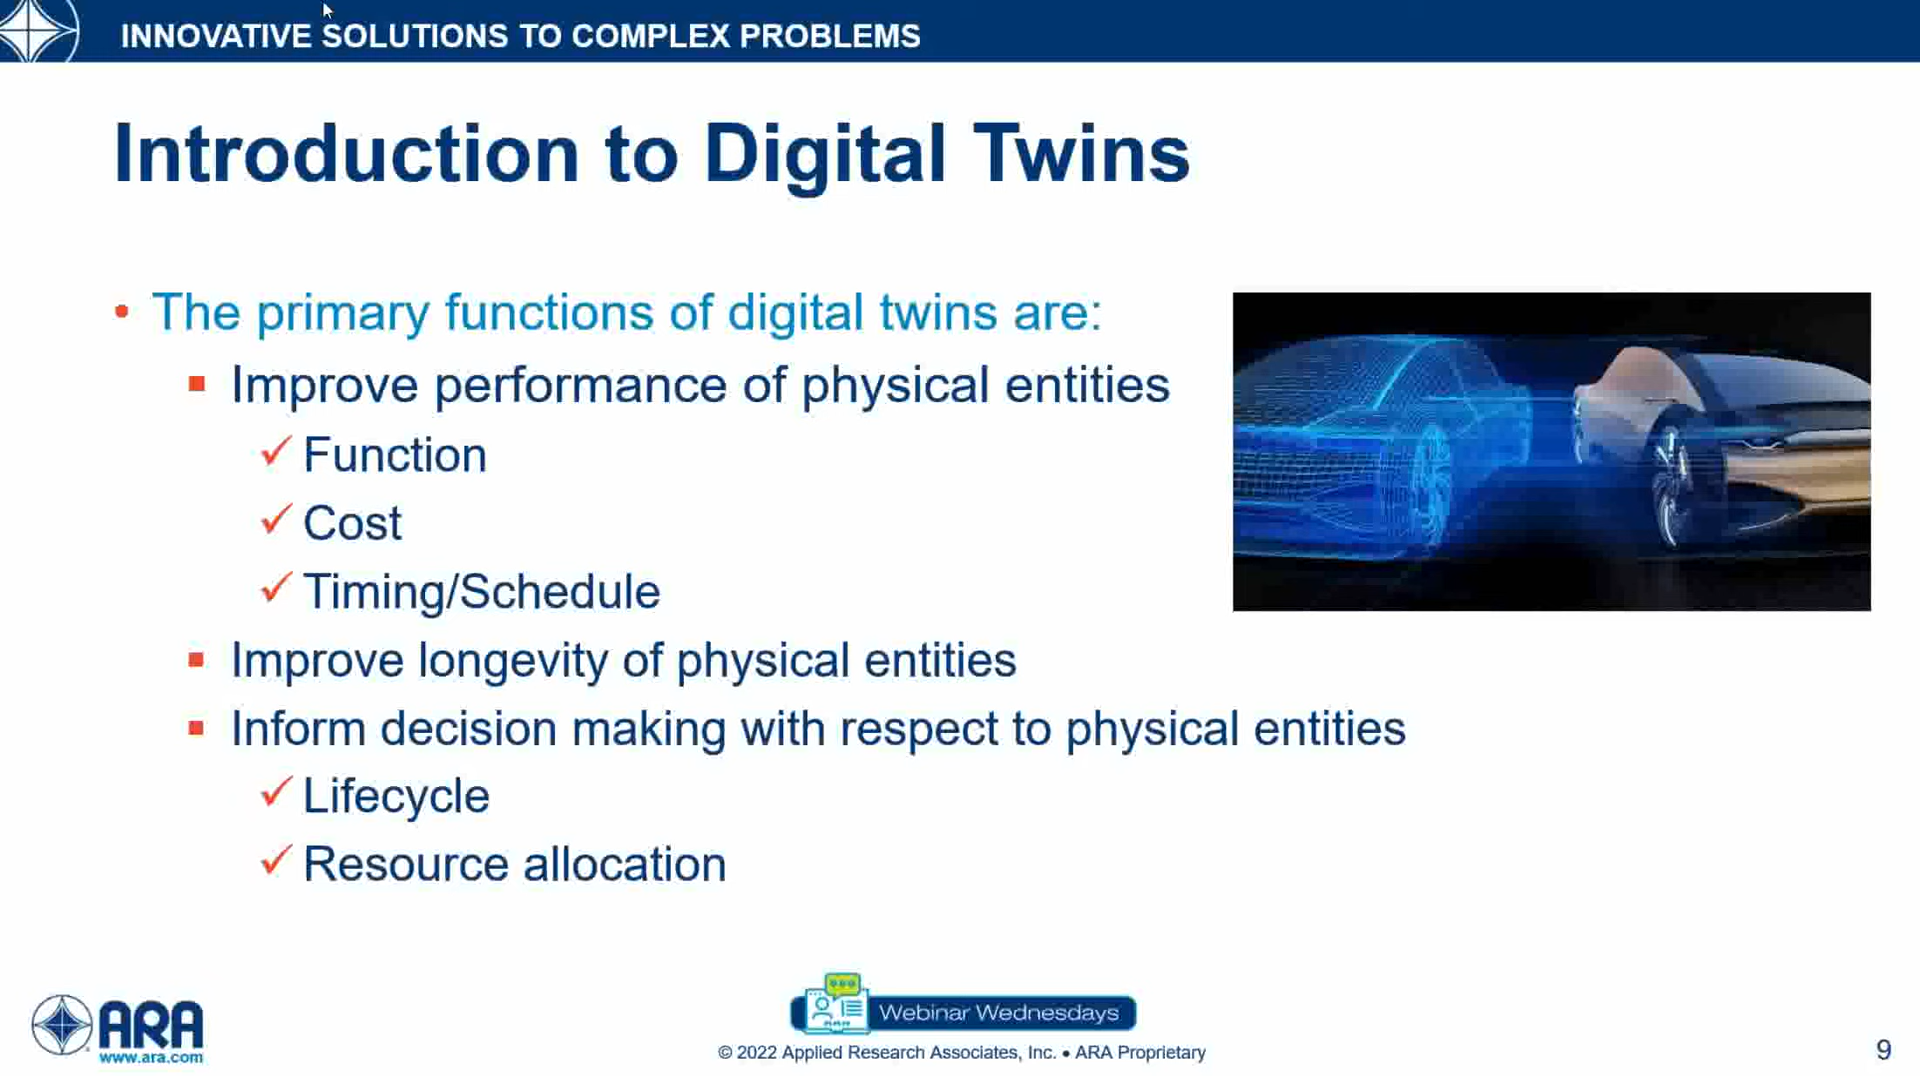 INNOVATIVE SOLUTIONS TO COMPLEX PROBLEMS
Introduction to Digital Twins
• The primary functions of digital twins are:
▪ Improve performance of physical entities
✓ Function
✓ Cost
✓ Timing/Schedule
▪ Improve longevity of physical entities
▪ Inform decision making with respect to physical entities
✓ Lifecycle
✓ Resource allocation
ARA
www.ara.com
Webinar Wednesdays
© 2022 Applied Research Associates, Inc. • ARA Proprietary
9